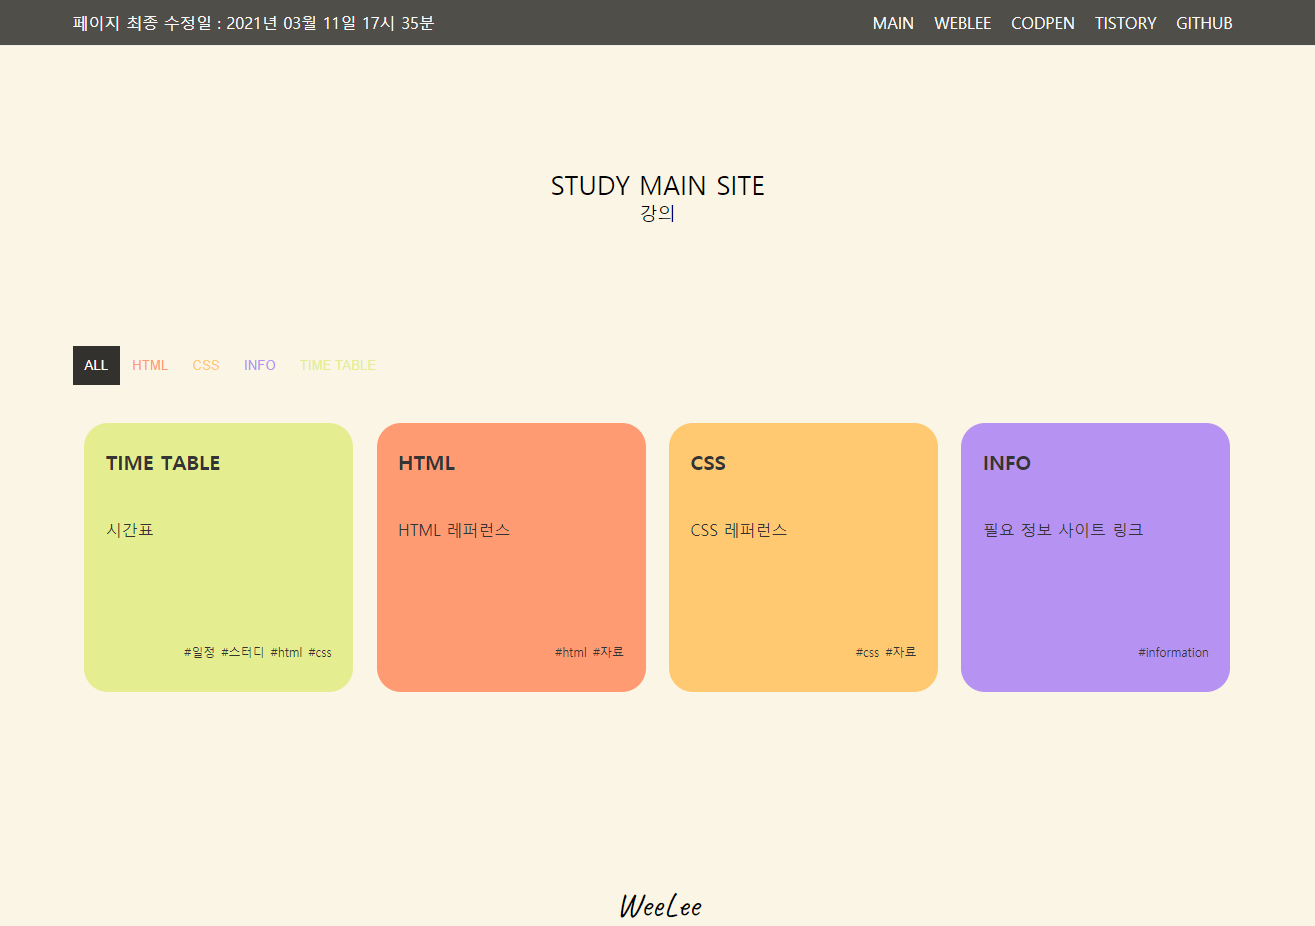 페이지 최종 수정일 : 2021년 03월 11일 17시 35분
MAIN WEBLEE CODPEN TISTORY GITHUB
STUDY MAIN SITE
강의
ALL HTML CSS INFO TIME TABLE
TIME TABLE
시간표
#일정 #스터디 #html #css
HTML
HTML 레퍼런스
#html #자료
CSS
CSS 레퍼런스
#css #자료
INFO
필요 정보 사이트 링크
#information
WeeLee